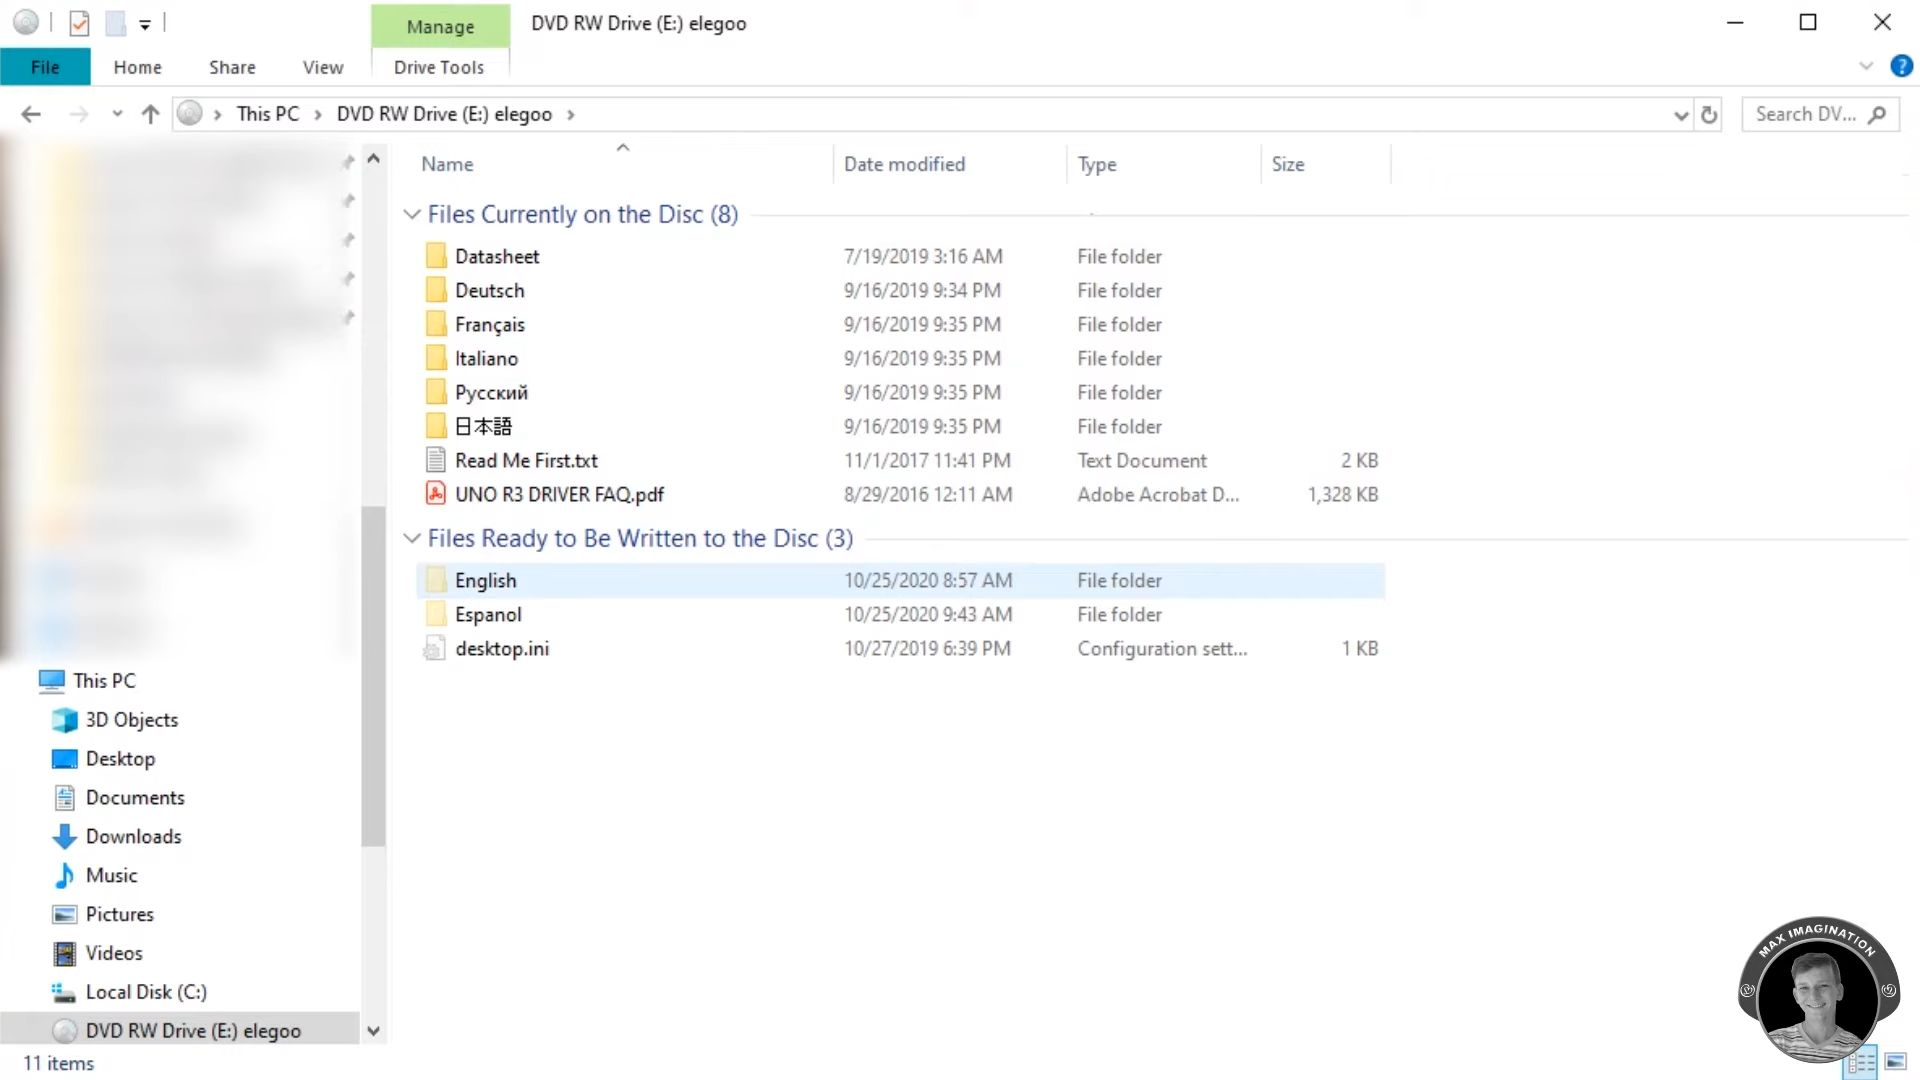 Manage
DVD RW Drive (E:) elegoo
File
Home
Share
View
Drive Tools
This PC
DVD RW Drive (E:) elegoo
Search DV...
Name
Date modified
Type
Size
Files Currently on the Disc (8)
Datasheet 7/19/2019 3:16 AM File folder
Deutsch 9/16/2019 9:34 PM File folder
Français 9/16/2019 9:35 PM File folder
Italiano 9/16/2019 9:35 PM File folder
Русский 9/16/2019 9:35 PM File folder
日本語 9/16/2019 9:35 PM File folder
Read Me First.txt 11/1/2017 11:41 PM Text Document 2 KB
UNO R3 DRIVER FAQ.pdf 8/29/2016 12:11 AM Adobe Acrobat D... 1,328 KB
Files Ready to Be Written to the Disc (3)
English 10/25/2020 8:57 AM File folder
Espanol 10/25/2020 9:43 AM File folder
desktop.ini 10/27/2019 6:39 PM Configuration sett... 1 KB
This PC
3D Objects
Desktop
Documents
Downloads
Music
Pictures
Videos
Local Disk (C:)
DVD RW Drive (E:) elegoo
11 items
MAX IMAGINATION